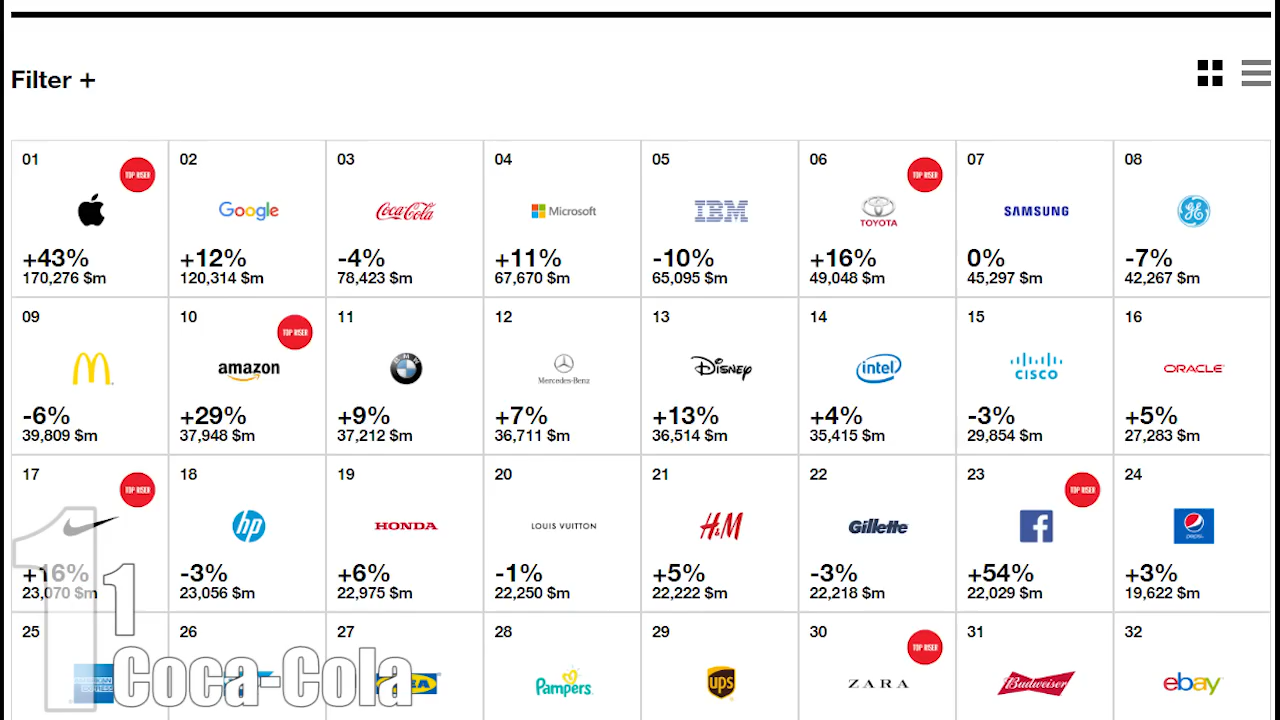 Filter +
01 TOP RISER +43% 170,276 $m
02 Google +12% 120,314 $m
03 Coca-Cola -4% 78,423 $m
04 Microsoft +11% 67,670 $m
05 IBM -10% 65,095 $m
06 TOP RISER TOYOTA +16% 49,048 $m
07 SAMSUNG 0% 45,297 $m
08 GE -7% 42,267 $m
09 -6% 39,809 $m
10 TOP RISER amazon +29% 37,948 $m
11 BMW +9% 37,212 $m
12 Mercedes-Benz +7% 36,711 $m
13 Disney +13% 36,514 $m
14 intel +4% 35,415 $m
15 CISCO -3% 29,854 $m
16 ORACLE +5% 27,283 $m
17 TOP RISER +16% 23,070 $m
18 hp -3% 23,056 $m
19 HONDA +6% 22,975 $m
20 LOUIS VUITTON -1% 22,250 $m
21 H&M +5% 22,222 $m
22 Gillette -3% 22,218 $m
23 TOP RISER f +54% 22,029 $m
24 pepsi +3% 19,622 $m
25 AMERICAN EXPRESS
26
27
28 Pampers
29 ups
30 TOP RISER ZARA
31 Budweiser
32 ebay
1
1
Coca-Cola